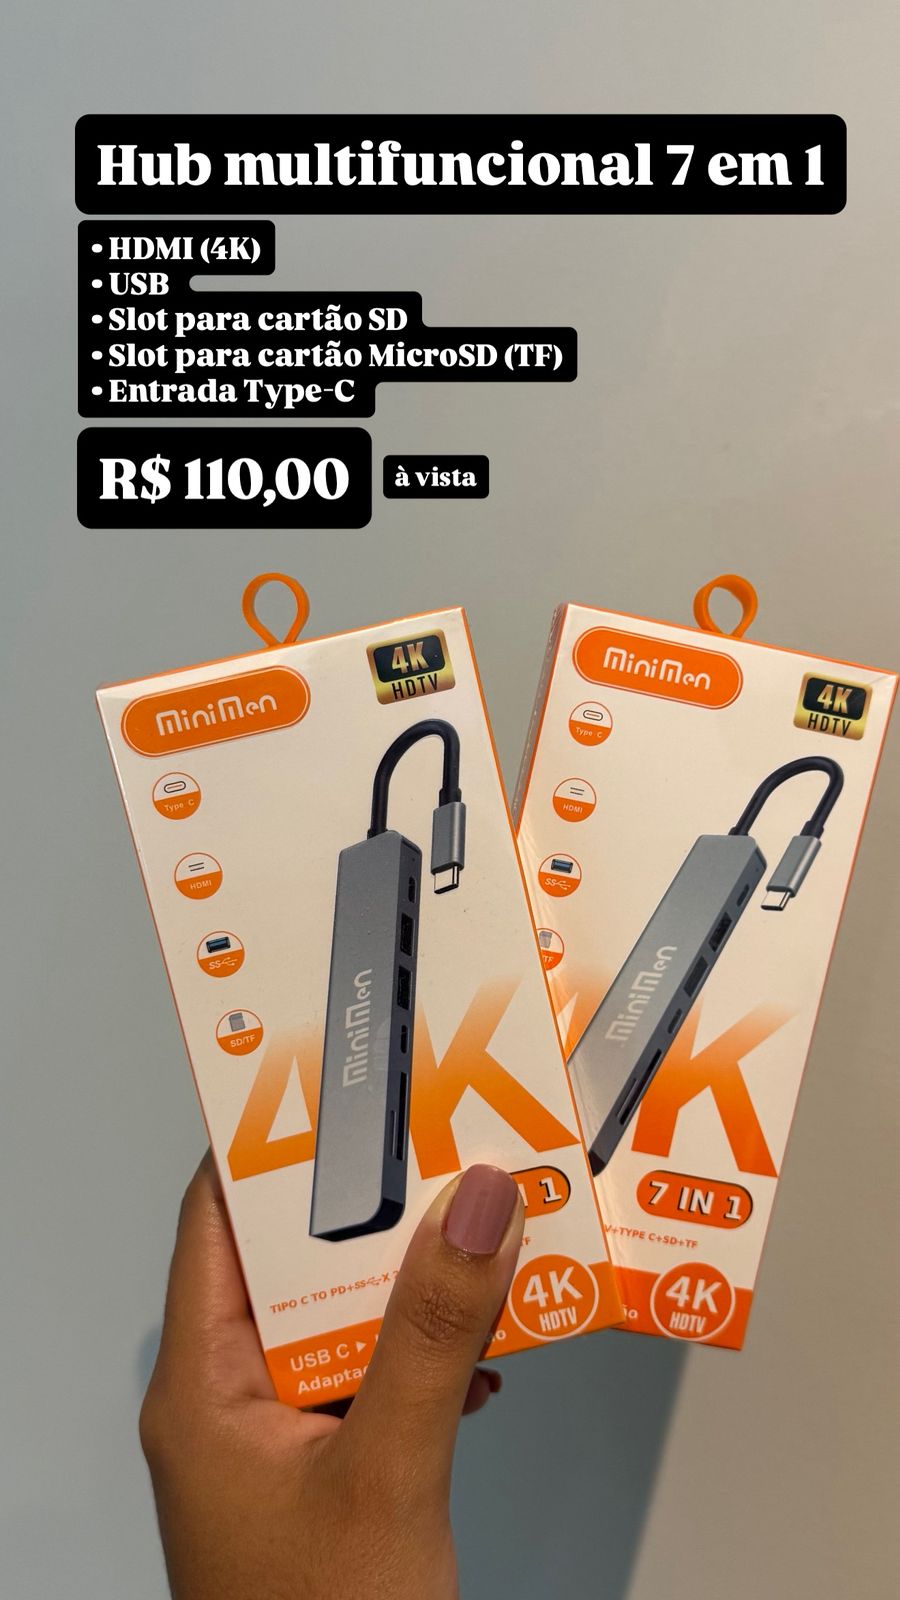 Hub multifuncional 7 em 1
• HDMI (4K)
• USB
• Slot para cartão SD
• Slot para cartão MicroSD (TF)
• Entrada Type-C
R$ 110,00
à vista
MiniMen
4K
HDTV
Type C
HDMI
SS
SD/TF
MiniMen
4K
1
TIPO C TO PD+SS X
4K
HDTV
USB C ▸
MiniMen
4K
HDTV
Type C
HDMI
SS
/TF
MiniMen
K
7 IN 1
+TYPE C+SD+TF
4K
HDTV